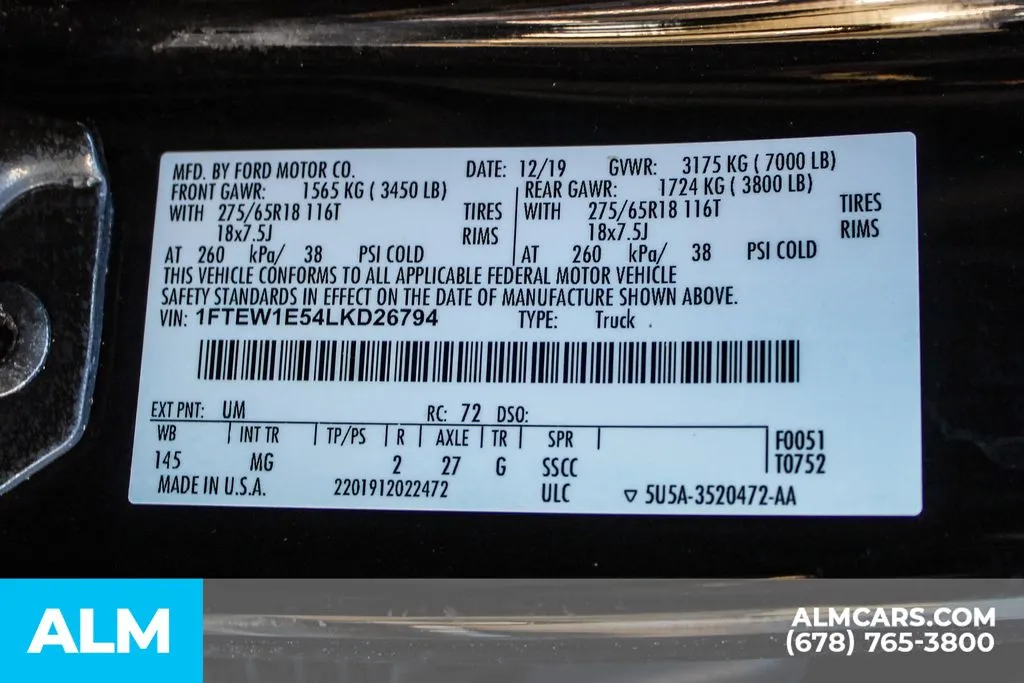 MFD. BY FORD MOTOR CO. DATE: 12/19 GVWR: 3175 KG ( 7000 LB)
FRONT GAWR: 1565 KG ( 3450 LB) REAR GAWR: 1724 KG ( 3800 LB)
WITH 275/65R18 116T TIRES WITH 275/65R18 116T TIRES
18x7.5J RIMS 18x7.5J RIMS
AT 260 kPa/ 38 PSI COLD AT 260 kPa/ 38 PSI COLD
THIS VEHICLE CONFORMS TO ALL APPLICABLE FEDERAL MOTOR VEHICLE
SAFETY STANDARDS IN EFFECT ON THE DATE OF MANUFACTURE SHOWN ABOVE.
VIN: 1FTEW1E54LKD26794 TYPE: Truck
EXT PNT: UM RC: 72 DSO:
WB INT TR TP/PS R AXLE TR SPR F0051
145 MG 2 27 G SSCC T0752
MADE IN U.S.A. 2201912022472 ULC ▽ 5U5A-3520472-AA
ALM
ALMCARS.COM
(678) 765-3800